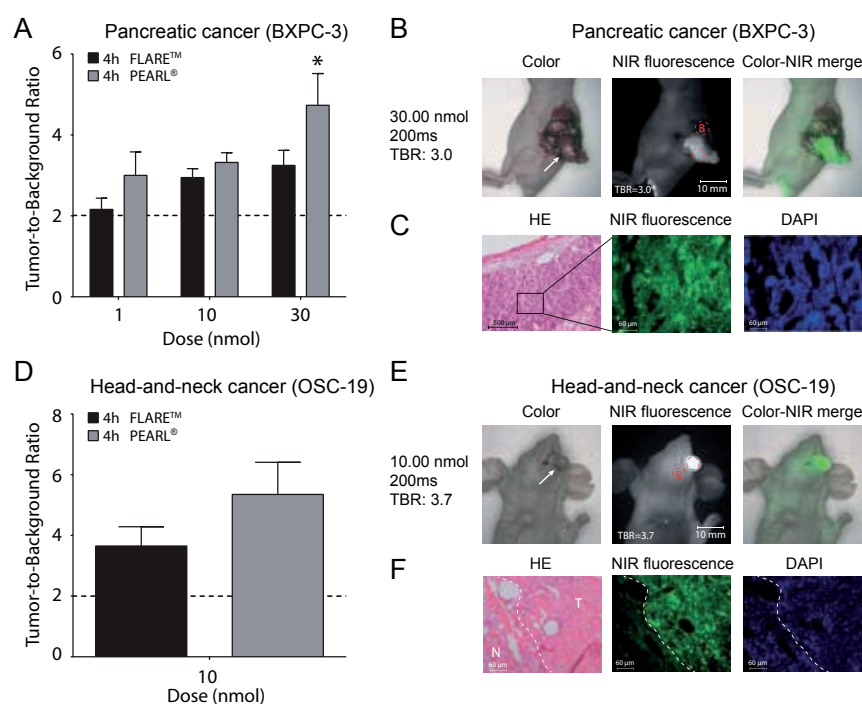 A
Pancreatic cancer (BXPC-3)
4h FLARE™
4h PEARL®
*
Tumor-to-Background Ratio
6
4
2
0
1
10
30
Dose (nmol)
B
Pancreatic cancer (BXPC-3)
Color
NIR fluorescence
Color-NIR merge
30.00 nmol
200ms
TBR: 3.0
B
TBR=3.0*
10 mm
C
HE
NIR fluorescence
DAPI
500 µm
60 µm
60 µm
D
Head-and-neck cancer (OSC-19)
4h FLARE™
4h PEARL®
Tumor-to-Background Ratio
8
6
4
2
0
10
Dose (nmol)
E
Head-and-neck cancer (OSC-19)
Color
NIR fluorescence
Color-NIR merge
10.00 nmol
200ms
TBR: 3.7
TBR=3.7
10 mm
F
HE
NIR fluorescence
DAPI
T
N
60 µm
60 µm
60 µm